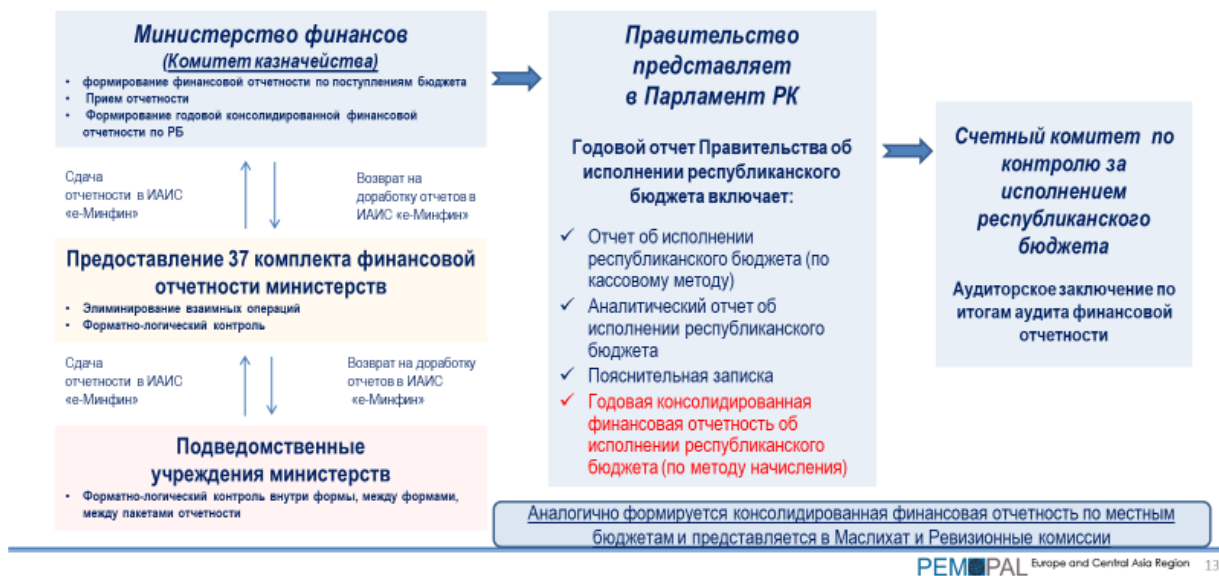 Министерство финансов
(Комитет казначейства)
• формирование финансовой отчетности по поступлениям бюджета
• Прием отчетности
• Формирование годовой консолидированной финансовой
отчетности по РБ
Сдача
отчетности в ИАИС
«е-Минфин»
Возврат на
доработку отчетов в
ИАИС «е-Минфин»
Предоставление 37 комплекта финансовой
отчетности министерств
• Элиминирование взаимных операций
• Форматно-логический контроль
Сдача
отчетности в ИАИС
«е-Минфин»
Возврат на доработку
отчетов в ИАИС
«е-Минфин»
Подведомственные
учреждения министерств
• Форматно-логический контроль внутри формы, между формами,
между пакетами отчетности
Правительство
представляет
в Парламент РК
Годовой отчет Правительства об
исполнении республиканского
бюджета включает:
✓ Отчет об исполнении
республиканского бюджета (по
кассовому методу)
✓ Аналитический отчет об
исполнении республиканского
бюджета
✓ Пояснительная записка
✓ Годовая консолидированная
финансовая отчетность об
исполнении республиканского
бюджета (по методу начисления)
Счетный комитет по
контролю за
исполнением
республиканского
бюджета
Аудиторское заключение по
итогам аудита финансовой
отчетности
Аналогично формируется консолидированная финансовая отчетность по местным
бюджетам и представляется в Маслихат и Ревизионные комиссии
PEMPAL Europe and Central Asia Region 13